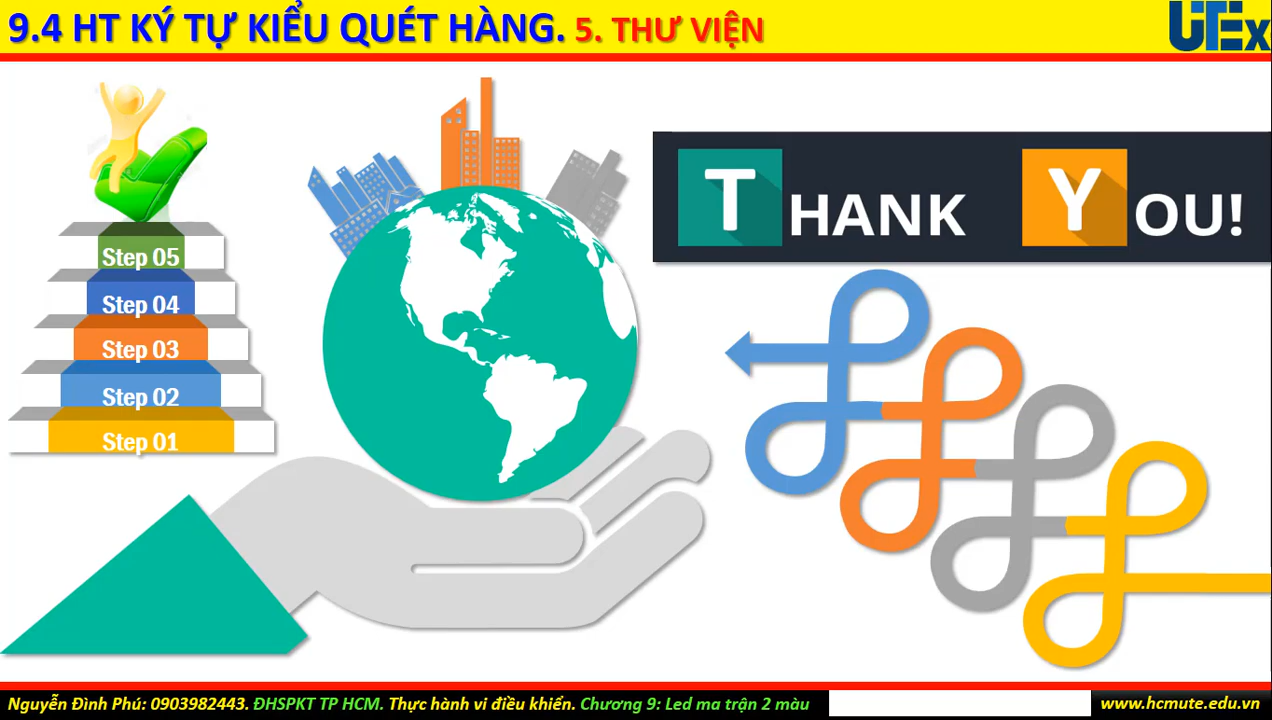 9.4 HT KÝ TỰ KIỂU QUÉT HÀNG. 5. THƯ VIỆN
UTEx
THANK YOU!
Step 05
Step 04
Step 03
Step 02
Step 01
Nguyễn Đình Phú: 0903982443. ĐHSPKT TP HCM. Thực hành vi điều khiển. Chương 9: Led ma trận 2 màu
www.hcmute.edu.vn